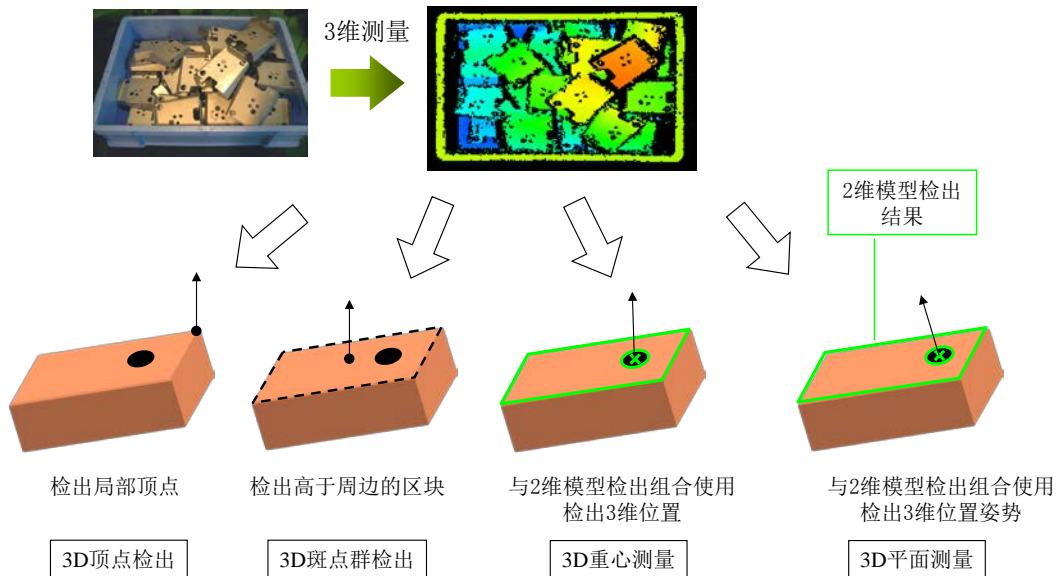 3维测量
2维模型检出
结果
检出局部顶点
检出高于周边的区块
与2维模型检出组合使用
检出3维位置
与2维模型检出组合使用
检出3维位置姿势
3D顶点检出
3D斑点群检出
3D重心测量
3D平面测量